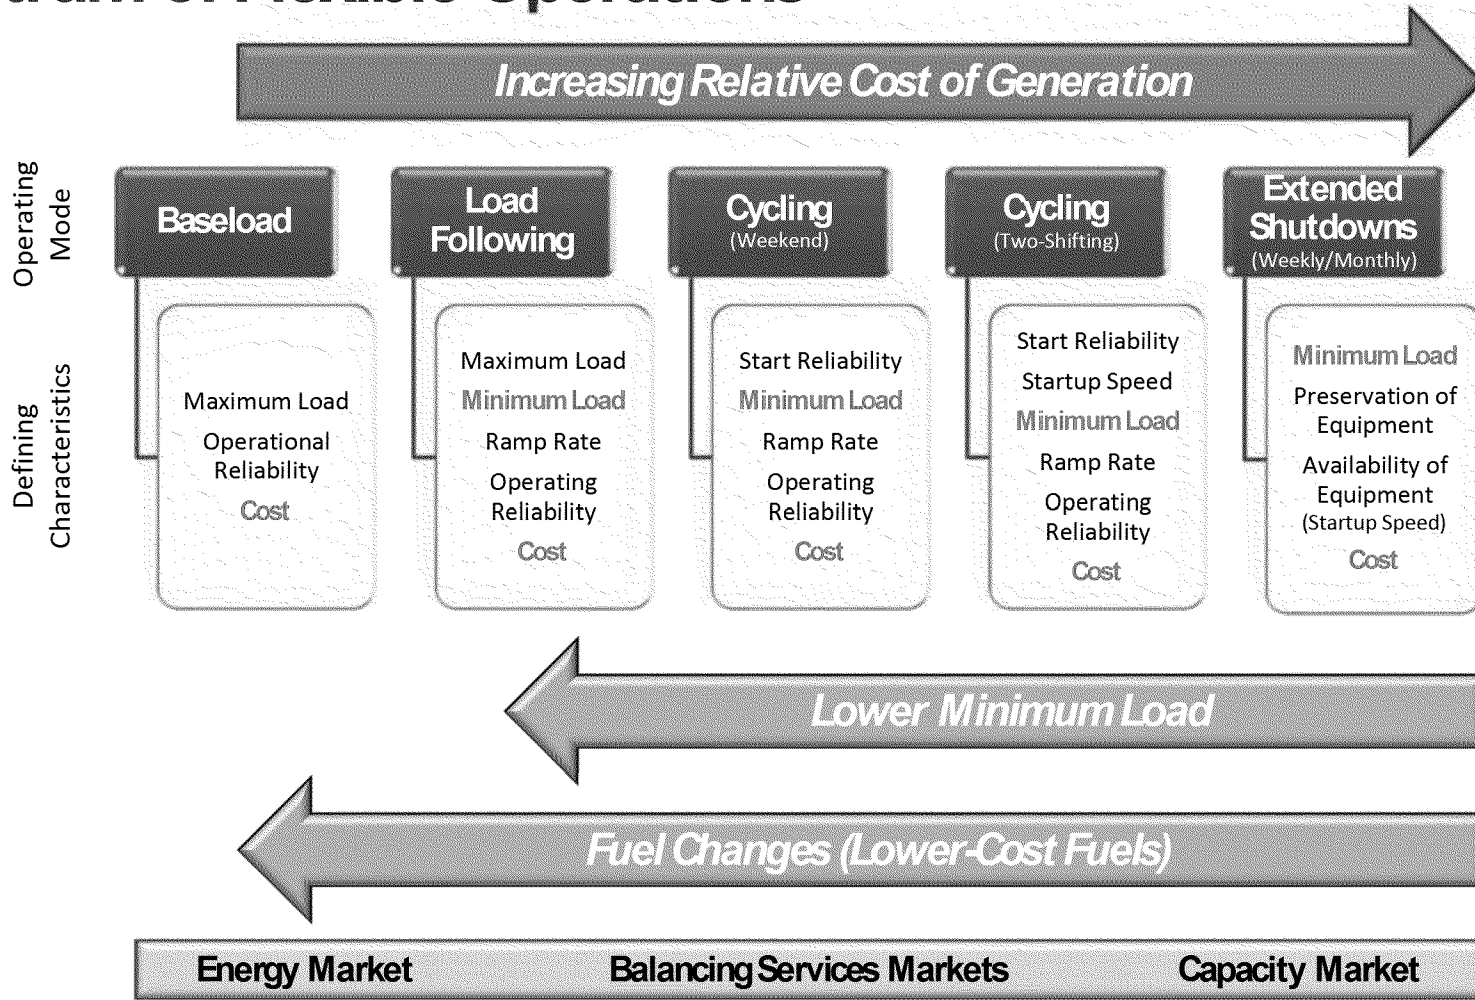 trum of Flexible Operations
Increasing Relative Cost of Generation
Operating
Mode
Baseload
Load
Following
Cycling
(Weekend)
Cycling
(Two-Shifting)
Extended
Shutdowns
(Weekly/Monthly)
Defining
Characteristics
Maximum Load
Operational
Reliability
Cost
Maximum Load
Minimum Load
Ramp Rate
Operating
Reliability
Cost
Start Reliability
Minimum Load
Ramp Rate
Operating
Reliability
Cost
Start Reliability
Startup Speed
Minimum Load
Ramp Rate
Operating
Reliability
Cost
Minimum Load
Preservation of
Equipment
Availability of
Equipment
(Startup Speed)
Cost
Lower Minimum Load
Fuel Changes (Lower-Cost Fuels)
Energy Market Balancing Services Markets Capacity Market